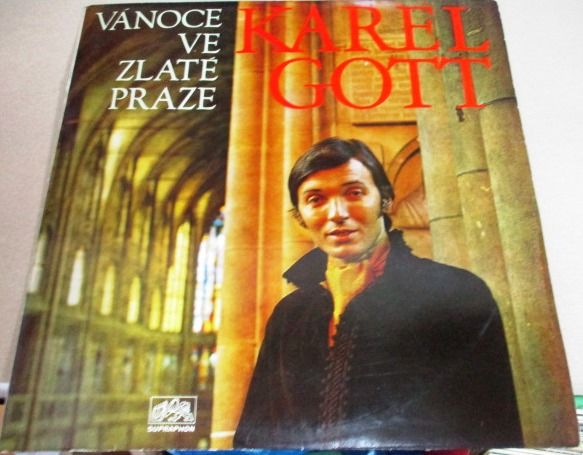 VÁNOCE
VE
ZLATÉ
PRAZE
KAREL
GOTT
SUPRAPHON